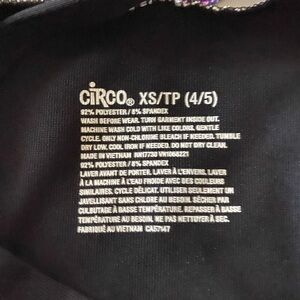 CiRCO® XS/TP (4/5)
92% POLYESTER / 8% SPANDEX
WASH BEFORE WEAR. TURN GARMENT INSIDE OUT.
MACHINE WASH COLD WITH LIKE COLORS, GENTLE
CYCLE. ONLY NON-CHLORINE BLEACH IF NEEDED. TUMBLE
DRY LOW. COOL IRON IF NEEDED. DO NOT DRY CLEAN.
MADE IN VIETNAM RN17730 VN1068221
92% POLYESTER / 8% SPANDEX
LAVER AVANT DE PORTER. LAVER À L'ENVERS. LAVER
À LA MACHINE À L'EAU FROIDE AVEC DES COULEURS
SIMILAIRES. CYCLE DÉLICAT. UTILISER SEULEMENT UN
JAVELLISANT SANS CHLORE AU BESOIN. SÉCHER PAR
CULBUTAGE À BASSE TEMPÉRATURE. REPASSER À BASSE
TEMPÉRATURE AU BESOIN. NE PAS NETTOYER À SEC.
FABRIQUÉ AU VIETNAM CA57147